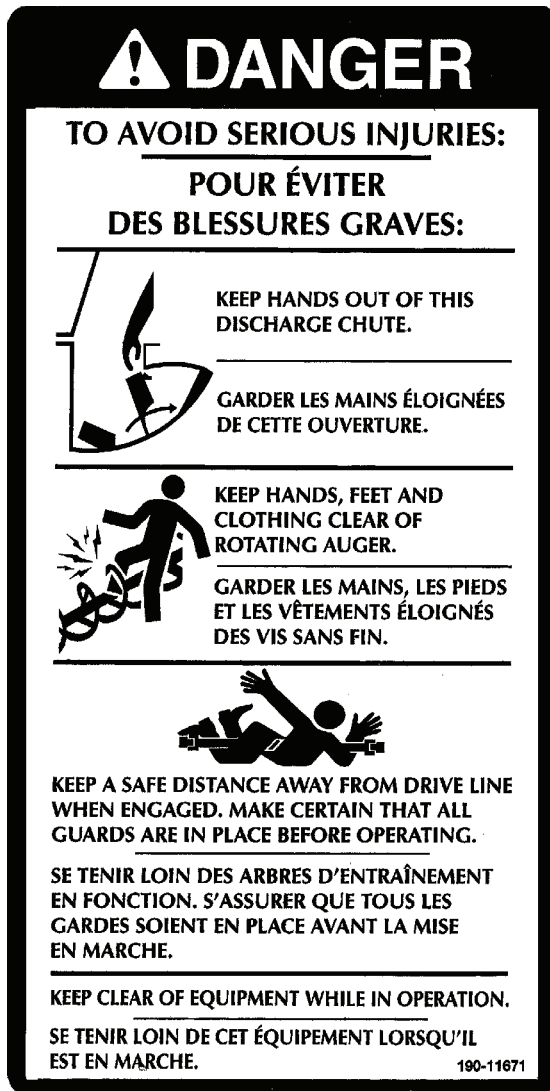 DANGER
TO AVOID SERIOUS INJURIES:
POUR ÉVITER
DES BLESSURES GRAVES:
KEEP HANDS OUT OF THIS
DISCHARGE CHUTE.
GARDER LES MAINS ÉLOIGNÉES
DE CETTE OUVERTURE.
KEEP HANDS, FEET AND
CLOTHING CLEAR OF
ROTATING AUGER.
GARDER LES MAINS, LES PIEDS
ET LES VÊTEMENTS ÉLOIGNÉS
DES VIS SANS FIN.
KEEP A SAFE DISTANCE AWAY FROM DRIVE LINE
WHEN ENGAGED. MAKE CERTAIN THAT ALL
GUARDS ARE IN PLACE BEFORE OPERATING.
SE TENIR LOIN DES ARBRES D'ENTRAÎNEMENT
EN FONCTION. S'ASSURER QUE TOUS LES
GARDES SOIENT EN PLACE AVANT LA MISE
EN MARCHE.
KEEP CLEAR OF EQUIPMENT WHILE IN OPERATION.
SE TENIR LOIN DE CET ÉQUIPEMENT LORSQU'IL
EST EN MARCHE.
190-11671